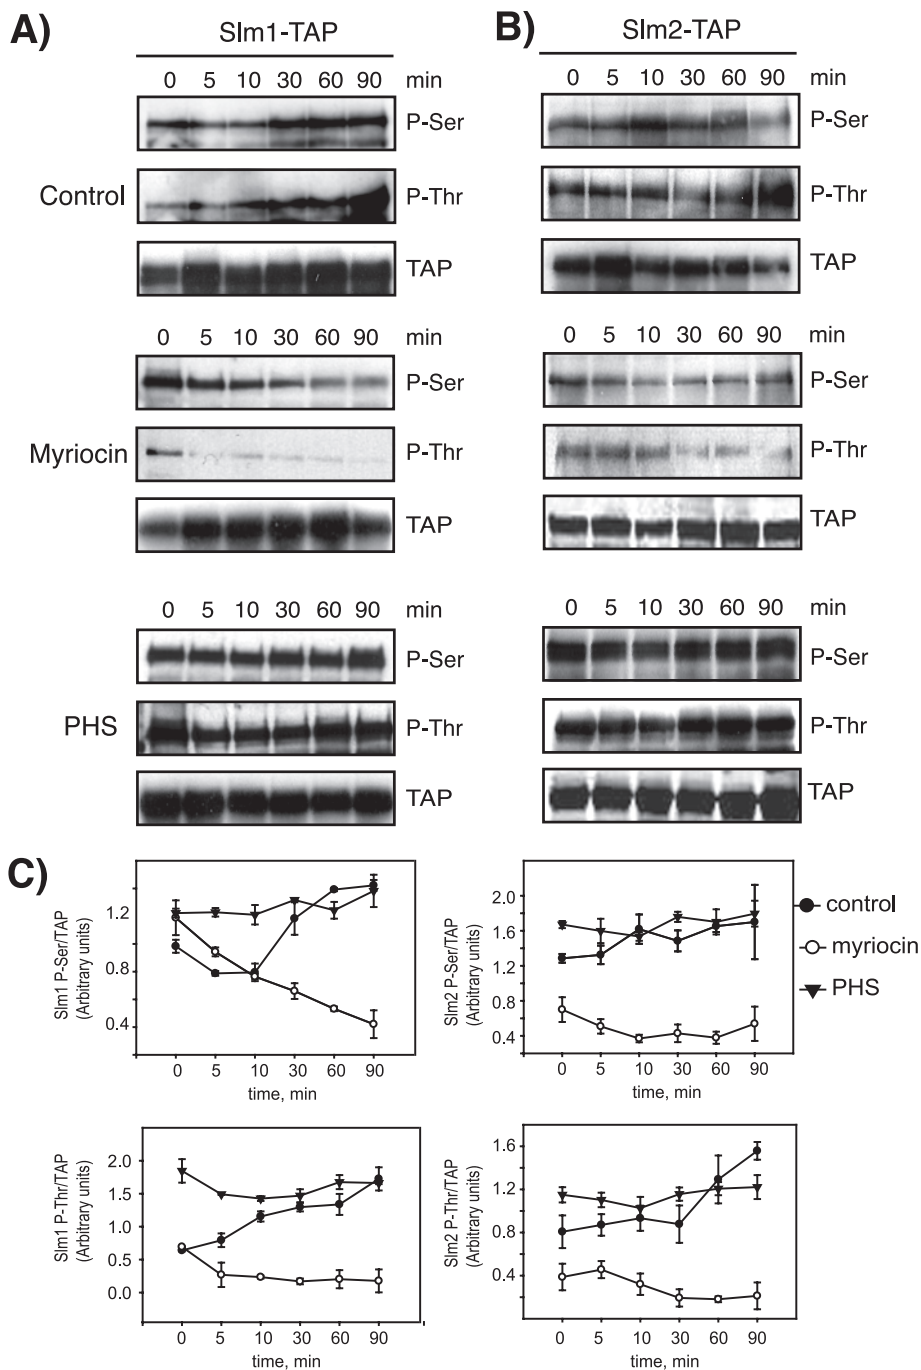 A)
Slm1-TAP
0 5 10 30 60 90 min
P-Ser
Control
P-Thr
TAP
0 5 10 30 60 90 min
P-Ser
Myriocin
P-Thr
TAP
0 5 10 30 60 90 min
P-Ser
PHS
P-Thr
TAP
B)
Slm2-TAP
0 5 10 30 60 90 min
P-Ser
P-Thr
TAP
0 5 10 30 60 90 min
P-Ser
P-Thr
TAP
0 5 10 30 60 90 min
P-Ser
P-Thr
TAP
C)
Slm1 P-Ser/TAP
(Arbitrary units)
1.2
0.8
0.4
0 5 10 30 60 90
time, min
Slm2 P-Ser/TAP
(Arbitrary units)
2.0
1.6
1.2
0.8
0.4
0 5 10 30 60 90
time, min
control
myriocin
PHS
Slm1 P-Thr/TAP
(Arbitrary units)
2.0
1.5
1.0
0.5
0.0
0 5 10 30 60 90
time, min
Slm2 P-Thr/TAP
(Arbitrary units)
1.6
1.2
0.8
0.4
0 5 10 30 60 90
time, min